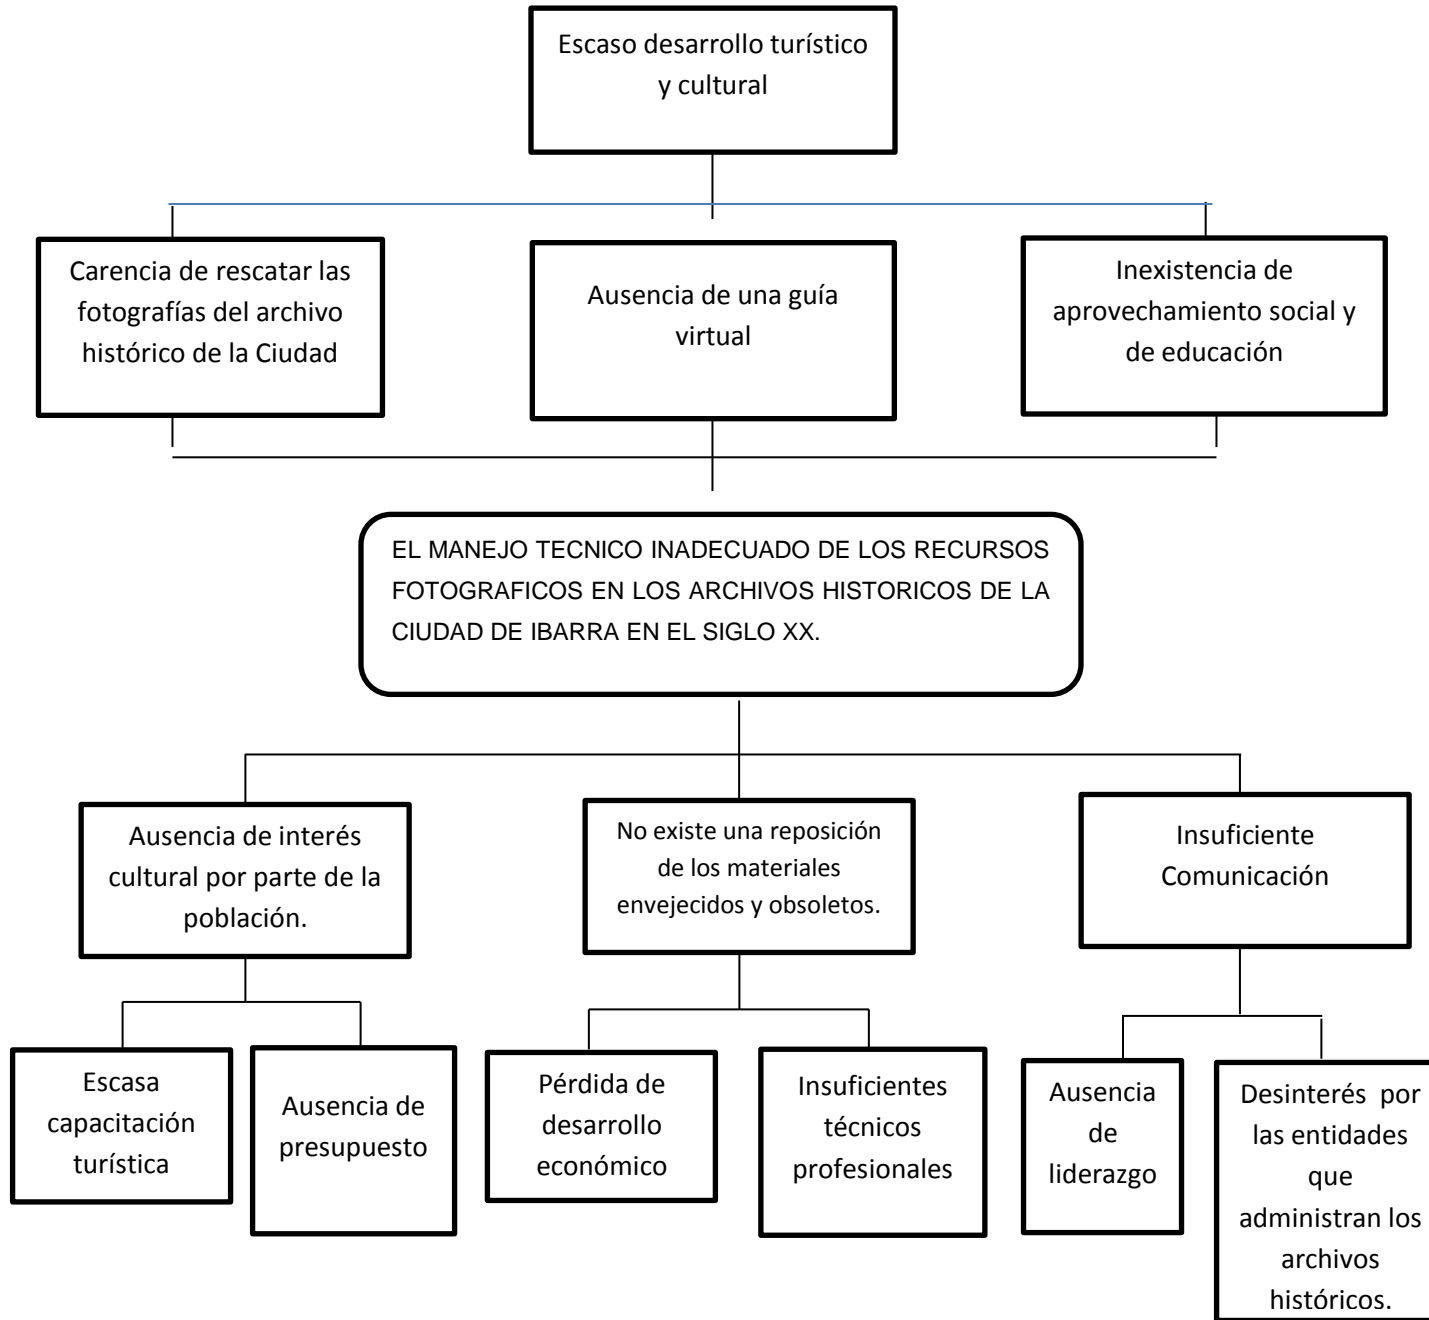 Escaso desarrollo turístico
y cultural
Carencia de rescatar las
fotografías del archivo
histórico de la Ciudad
Ausencia de una guía
virtual
Inexistencia de
aprovechamiento social y
de educación
EL MANEJO TECNICO INADECUADO DE LOS RECURSOS
FOTOGRAFICOS EN LOS ARCHIVOS HISTORICOS DE LA
CIUDAD DE IBARRA EN EL SIGLO XX.
Ausencia de interés
cultural por parte de la
población.
No existe una reposición
de los materiales
envejecidos y obsoletos.
Insuficiente
Comunicación
Escasa
capacitación
turística
Ausencia de
presupuesto
Pérdida de
desarrollo
económico
Insuficientes
técnicos
profesionales
Ausencia
de
liderazgo
Desinterés por
las entidades
que
administran los
archivos
históricos.